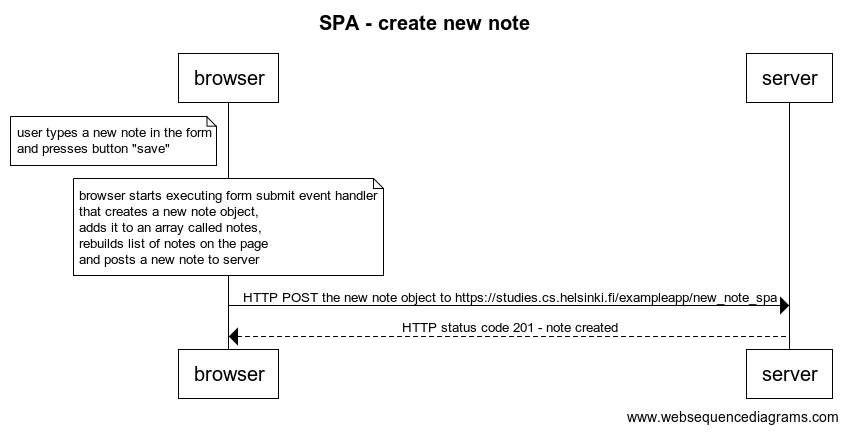 SPA - create new note
browser
server
user types a new note in the form
and presses button "save"
browser starts executing form submit event handler
that creates a new note object,
adds it to an array called notes,
rebuilds list of notes on the page
and posts a new note to server
HTTP POST the new note object to https://studies.cs.helsinki.fi/exampleapp/new_note_spa
HTTP status code 201 - note created
browser
server
www.websequencediagrams.com